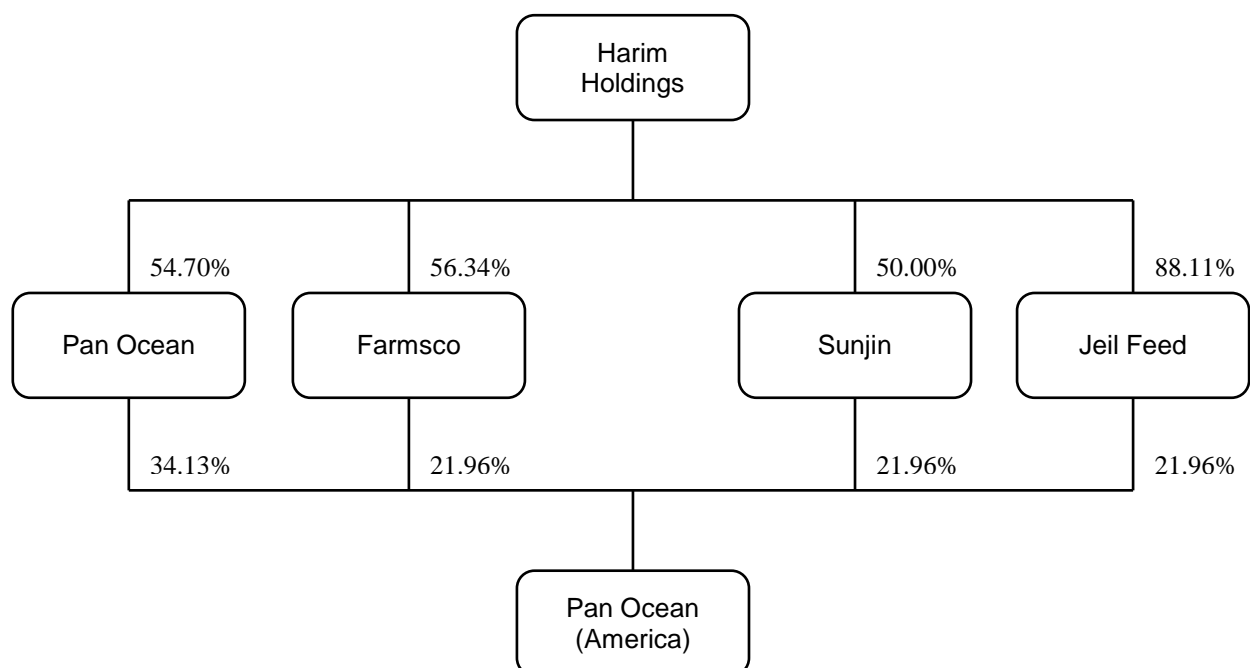 Harim
Holdings
54.70%
56.34%
50.00%
88.11%
Pan Ocean
Farmsco
Sunjin
Jeil Feed
34.13%
21.96%
21.96%
21.96%
Pan Ocean
(America)